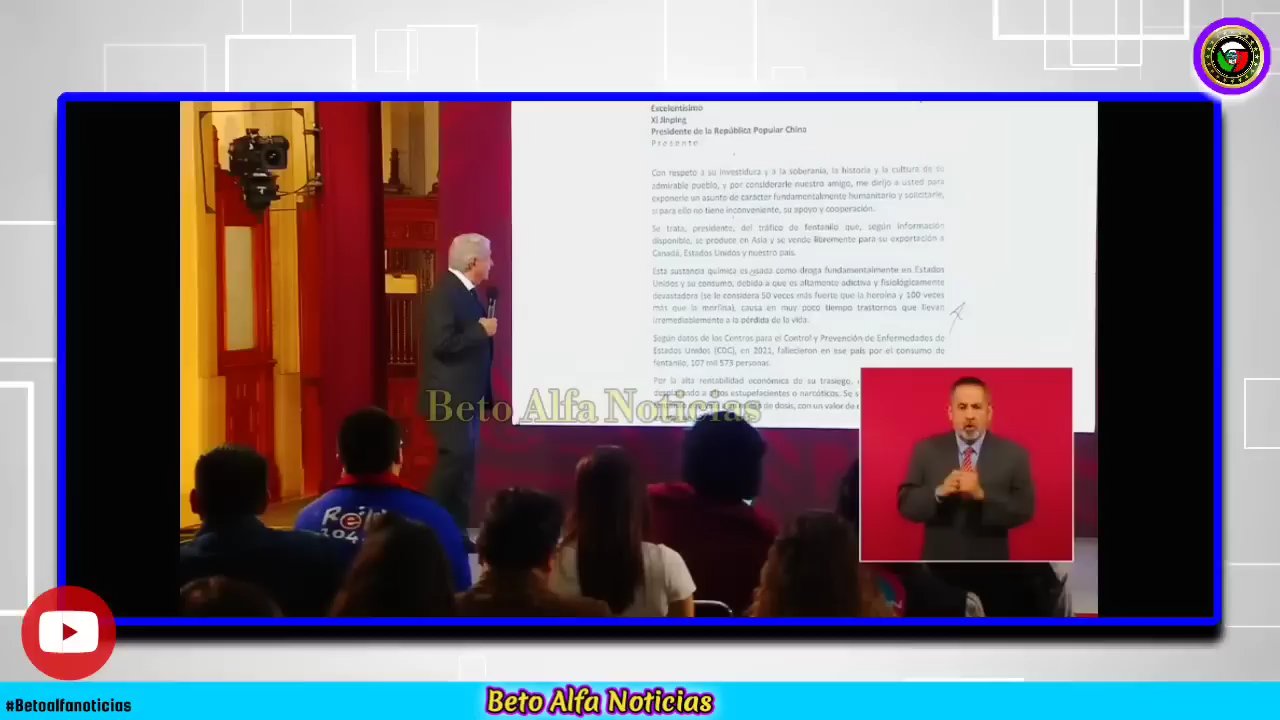 Excelentísimo
Xi Jinping
Presidente de la República Popular China
Presente
Con respeto a su investidura y a la soberanía, la historia y la cultura de su
admirable pueblo, y por considerarle nuestro amigo, me dirijo a usted para
exponerle un asunto de carácter fundamentalmente humanitario y solicitarle,
si para ello no tiene inconveniente, su apoyo y cooperación.
Se trata, presidente, del tráfico de fentanilo que, según información
disponible, se produce en Asia y se vende libremente para su exportación a
Canadá, Estados Unidos y nuestro país.
Esta sustancia química es usada como droga fundamentalmente en Estados
Unidos y su consumo, debido a que es altamente adictiva y fisiológicamente
devastadora (se le considera 50 veces más fuerte que la heroína y 100 veces
más que la morfina), causa en muy poco tiempo trastornos que llevan
irremediablemente a la pérdida de la vida.
Según datos de los Centros para el Control y Prevención de Enfermedades de
Estados Unidos (CDC), en 2021, fallecieron en ese país por el consumo de
fentanilo, 107 mil 573 personas.
Por la alta rentabilidad económica de su trasiego,
desplazando a otros estupefacientes o narcóticos. Se
de dosis, con un valor de
Beto Alfa Noticias
#Betoalfanoticias
Beto Alfa Noticias